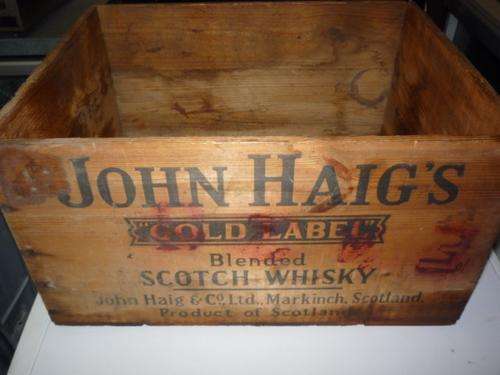 JOHN HAIG'S
"GOLD LABEL"
Blended
SCOTCH WHISKY
John Haig & Co. Ltd., Markinch, Scotland.
Product of Scotland